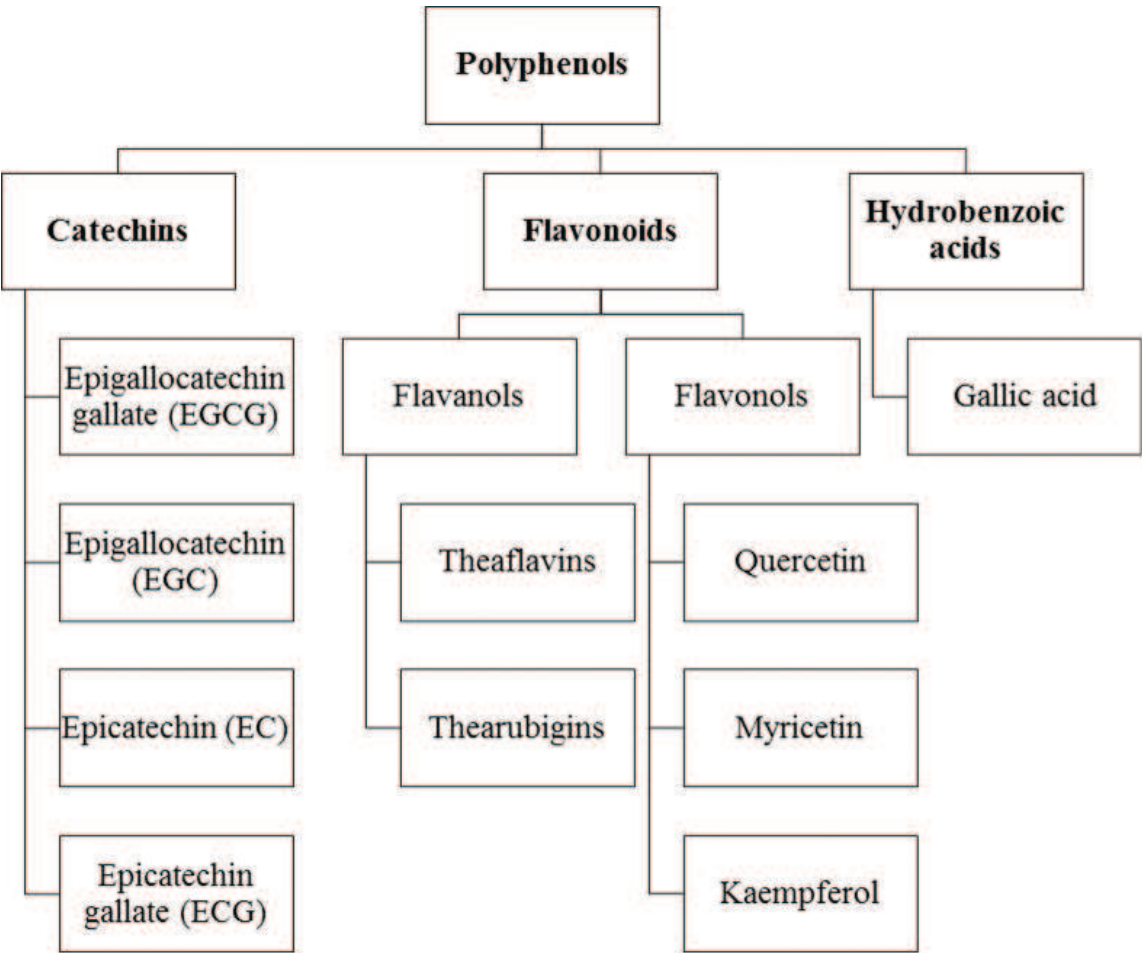 Polyphenols
Catechins
Flavonoids
Hydrobenzoic
acids
Epigallocatechin
gallate (EGCG)
Flavanols
Flavonols
Gallic acid
Epigallocatechin
(EGC)
Theaflavins
Quercetin
Epicatechin (EC)
Thearubigins
Myricetin
Epicatechin
gallate (ECG)
Kaempferol